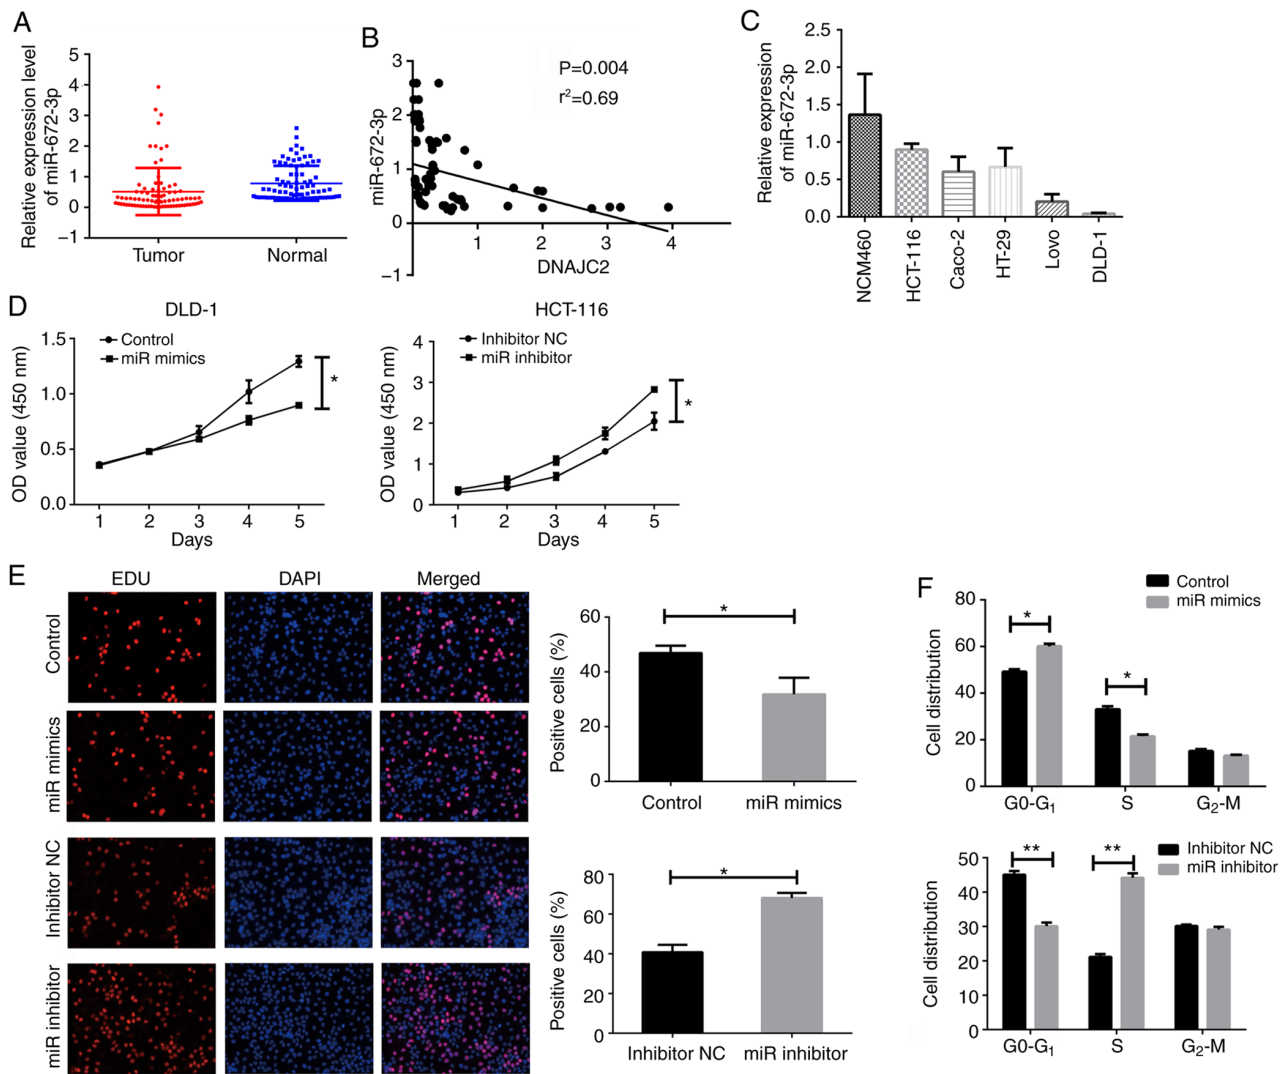 A
Relative expression level
of miR-672-3p
5
4
3
2
1
0
−1
Tumor
Normal
B
miR-672-3p
3
2
1
0
−1
P=0.004
r²=0.69
1
2
3
4
DNAJC2
C
Relative expression
of miR-672-3p
2.5
2.0
1.5
1.0
0.5
0.0
NCM460
HCT-116
Caco-2
HT-29
Lovo
DLD-1
D
DLD-1
OD value (450 nm)
1.5
1.0
0.5
0.0
Control
miR mimics
*
1
2
3
4
5
Days
HCT-116
OD value (450 nm)
4
3
2
1
0
Inhibitor NC
miR inhibitor
*
1
2
3
4
5
Days
E
EDU
DAPI
Merged
Control
miR mimics
Inhibitor NC
miR inhibitor
Positive cells (%)
60
40
20
0
*
Control
miR mimics
Positive cells (%)
80
60
40
20
0
*
Inhibitor NC
miR inhibitor
F
Control
miR mimics
Cell distribution
80
60
40
20
0
*
*
G0-G₁
S
G₂-M
Inhibitor NC
miR inhibitor
Cell distribution
50
40
30
20
10
0
**
**
G0-G₁
S
G₂-M